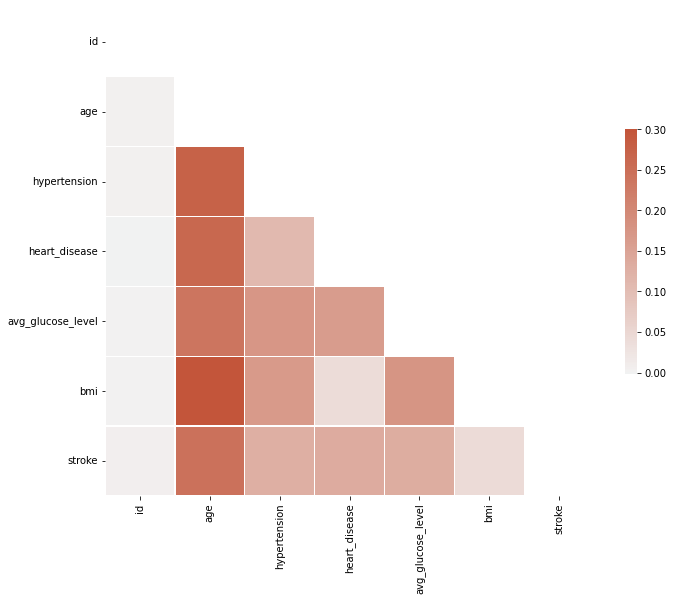 id
age
hypertension
heart_disease
avg_glucose_level
bmi
stroke
id
age
hypertension
heart_disease
avg_glucose_level
bmi
stroke
0.30
0.25
0.20
0.15
0.10
0.05
0.00